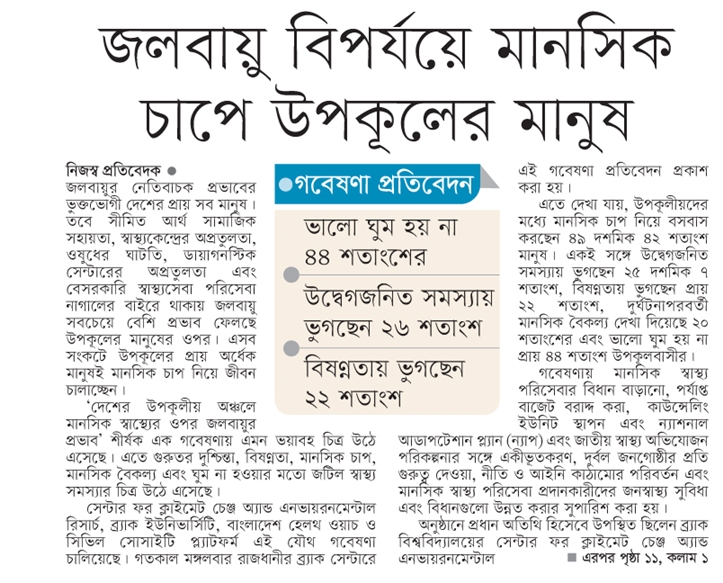 জলবায়ু বিপর্যয়ে মানসিক
চাপে উপকূলের মানুষ
নিজস্ব প্রতিবেদক ●
জলবায়ুর নেতিবাচক প্রভাবের
ভুক্তভোগী দেশের প্রায় সব মানুষ।
তবে সীমিত আর্থ সামাজিক
সহায়তা, স্বাস্থ্যকেন্দ্রের অপ্রতুলতা,
ওষুধের ঘাটতি, ডায়াগনস্টিক
সেন্টারের অপ্রতুলতা এবং
বেসরকারি স্বাস্থ্যসেবা পরিসেবা
নাগালের বাইরে থাকায় জলবায়ু
সবচেয়ে বেশি প্রভাব ফেলছে
উপকূলের মানুষের ওপর। এসব
সংকটে উপকূলের প্রায় অর্ধেক
মানুষই মানসিক চাপ নিয়ে জীবন
চালাচ্ছেন।
‘দেশের উপকূলীয় অঞ্চলে
মানসিক স্বাস্থ্যের ওপর জলবায়ুর
প্রভাব’ শীর্ষক এক গবেষণায় এমন ভয়াবহ চিত্র উঠে
এসেছে। এতে গুরুতর দুশ্চিন্তা, বিষণ্নতা, মানসিক চাপ,
মানসিক বৈকল্য এবং ঘুম না হওয়ার মতো জটিল স্বাস্থ্য
সমস্যার চিত্র উঠে এসেছে।
সেন্টার ফর ক্লাইমেট চেঞ্জ অ্যান্ড এনভায়রনমেন্টাল
রিসার্চ, ব্র্যাক ইউনিভার্সিটি, বাংলাদেশ হেলথ ওয়াচ ও
সিভিল সোসাইটি প্ল্যাটফর্ম এই যৌথ গবেষণা
চালিয়েছে। গতকাল মঙ্গলবার রাজধানীর ব্র্যাক সেন্টারে
● গবেষণা প্রতিবেদন
ভালো ঘুম হয় না
৪৪ শতাংশের
উদ্বেগজনিত সমস্যায়
ভুগছেন ২৬ শতাংশ
বিষণ্নতায় ভুগছেন
২২ শতাংশ
এই গবেষণা প্রতিবেদন প্রকাশ
করা হয়।
এতে দেখা যায়, উপকূলীয়দের
মধ্যে মানসিক চাপ নিয়ে বসবাস
করছেন ৪৯ দশমিক ৪২ শতাংশ
মানুষ। একই সঙ্গে উদ্বেগজনিত
সমস্যায় ভুগছেন ২৫ দশমিক ৭
শতাংশ, বিষণ্নতায় ভুগছেন প্রায়
২২ শতাংশ, দুর্ঘটনাপরবর্তী
মানসিক বৈকল্য দেখা দিয়েছে ২০
শতাংশের এবং ভালো ঘুম হয় না
প্রায় ৪৪ শতাংশ উপকূলবাসীর।
গবেষণায় মানসিক স্বাস্থ্য
পরিসেবার বিধান বাড়ানো, পর্যাপ্ত
বাজেট বরাদ্দ করা, কাউন্সেলিং
ইউনিট স্থাপন এবং ন্যাশনাল
আডাপটেশান প্ল্যান (ন্যাপ) এবং জাতীয় স্বাস্থ্য অভিযোজন
পরিকল্পনার সঙ্গে একীভূতকরণ, দুর্বল জনগোষ্ঠীর প্রতি
গুরুত্ব দেওয়া, নীতি ও আইনি কাঠামোর পরিবর্তন এবং
মানসিক স্বাস্থ্য পরিসেবা প্রদানকারীদের জনস্বাস্থ্য সুবিধা
এবং বিধানগুলো উন্নত করার সুপারিশ করা হয়।
অনুষ্ঠানে প্রধান অতিথি হিসেবে উপস্থিত ছিলেন ব্র্যাক
বিশ্ববিদ্যালয়ের সেন্টার ফর ক্লাইমেট চেঞ্জ অ্যান্ড
এনভায়রনমেন্টাল ■ এরপর পৃষ্ঠা ১১, কলাম ১